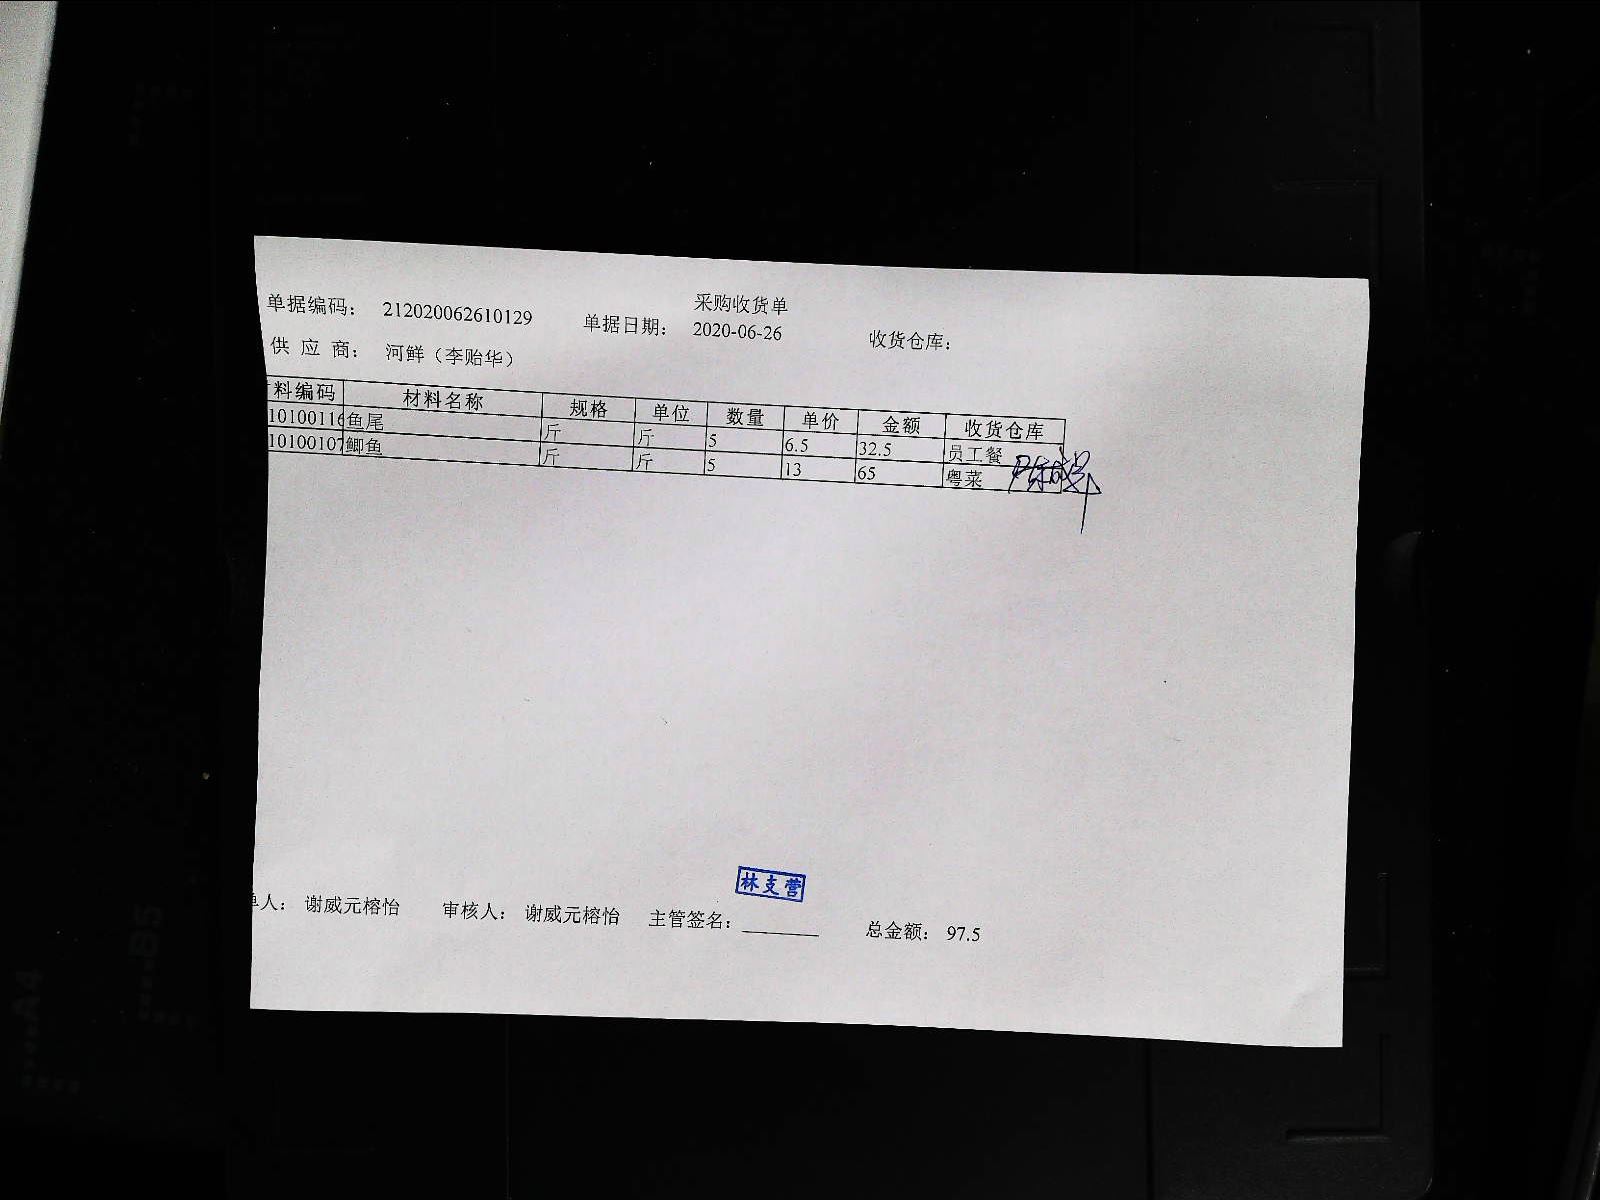 采购收货单
单据编码： 212020062610129 单据日期： 2020-06-26 收货仓库：
供 应 商： 河鲜（李贻华）
料编码 材料名称 规格 单位 数量 单价 金额 收货仓库
10100116 鱼尾 斤 斤 5 6.5 32.5 员工餐
10100107 鲫鱼 斤 斤 5 13 65 粤菜
林支营
单人： 谢威元榕怡 审核人： 谢威元榕怡 主管签名： 总金额： 97.5
A4
B5